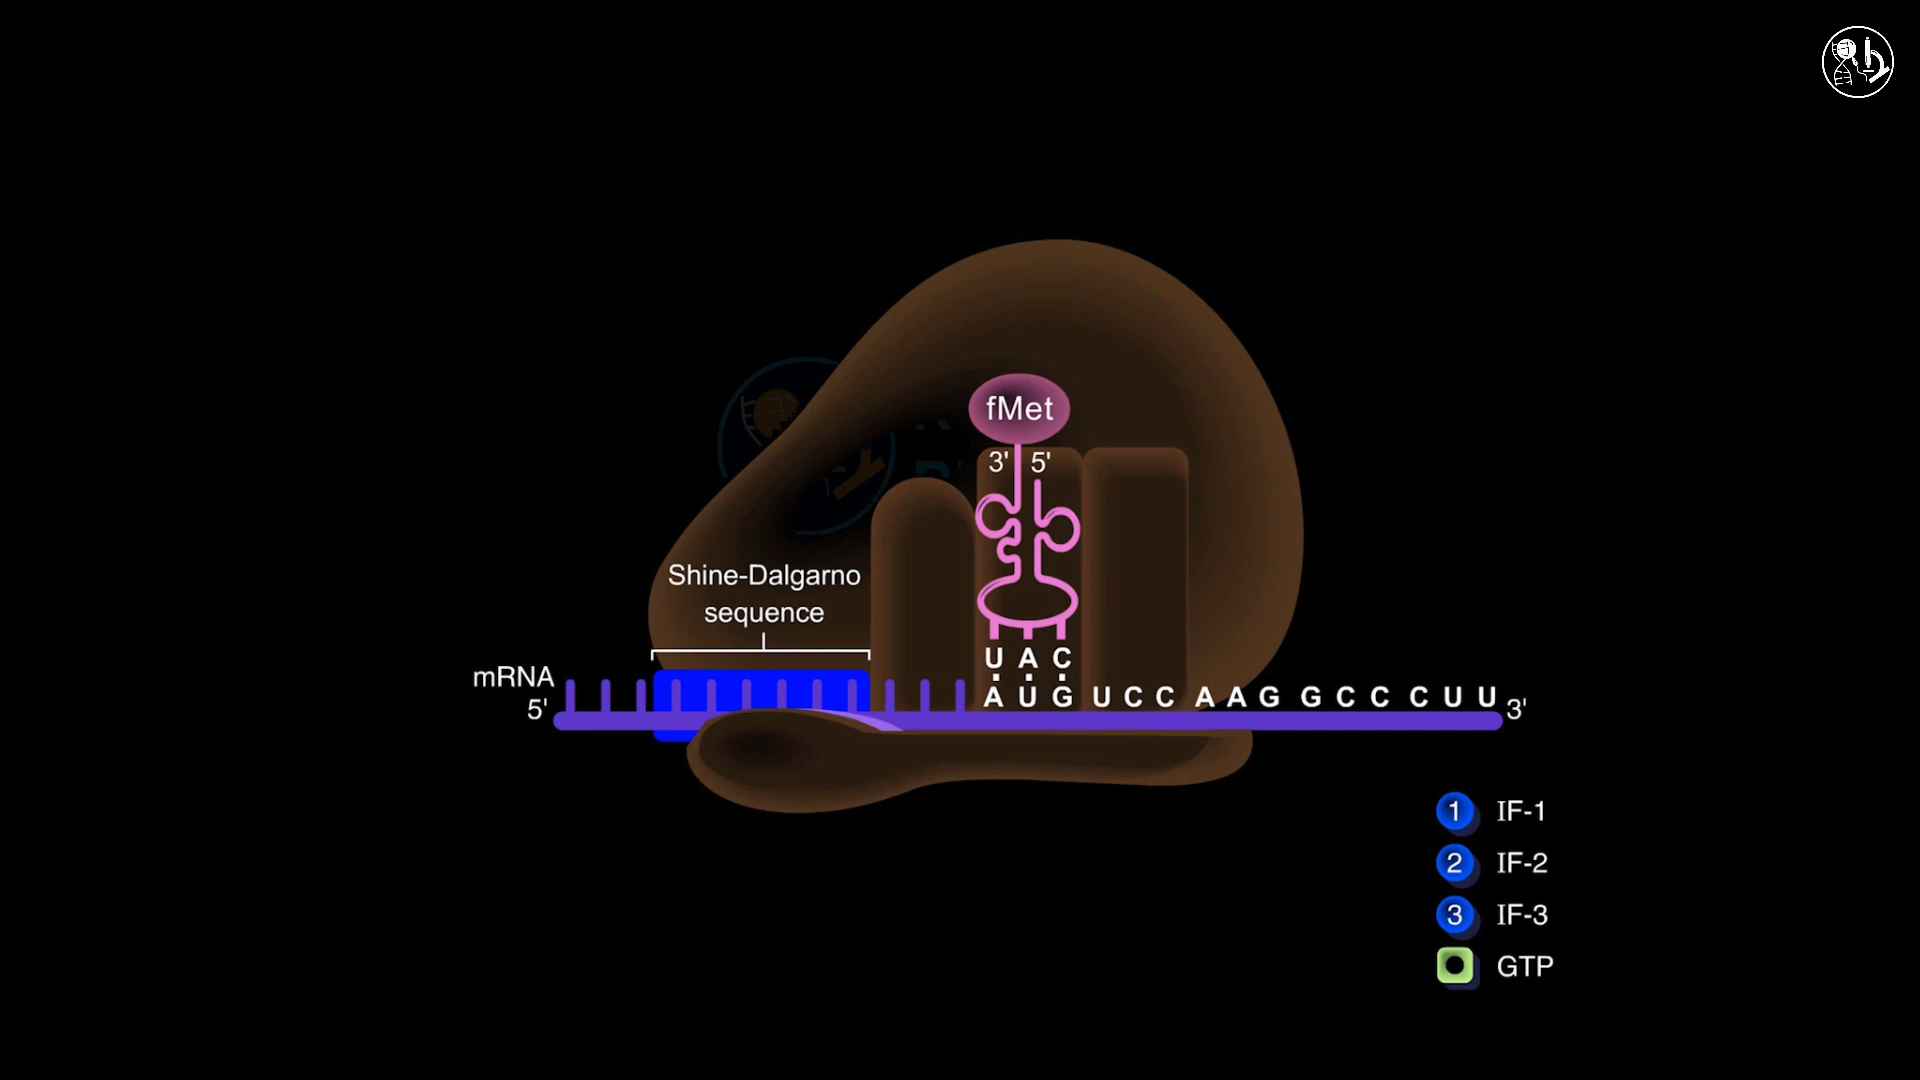 fMet
3' 5'
Shine-Dalgarno
sequence
U A C
mRNA
A U G U C C A A G G C C C U U
5'
3'
1 IF-1
2 IF-2
3 IF-3
GTP